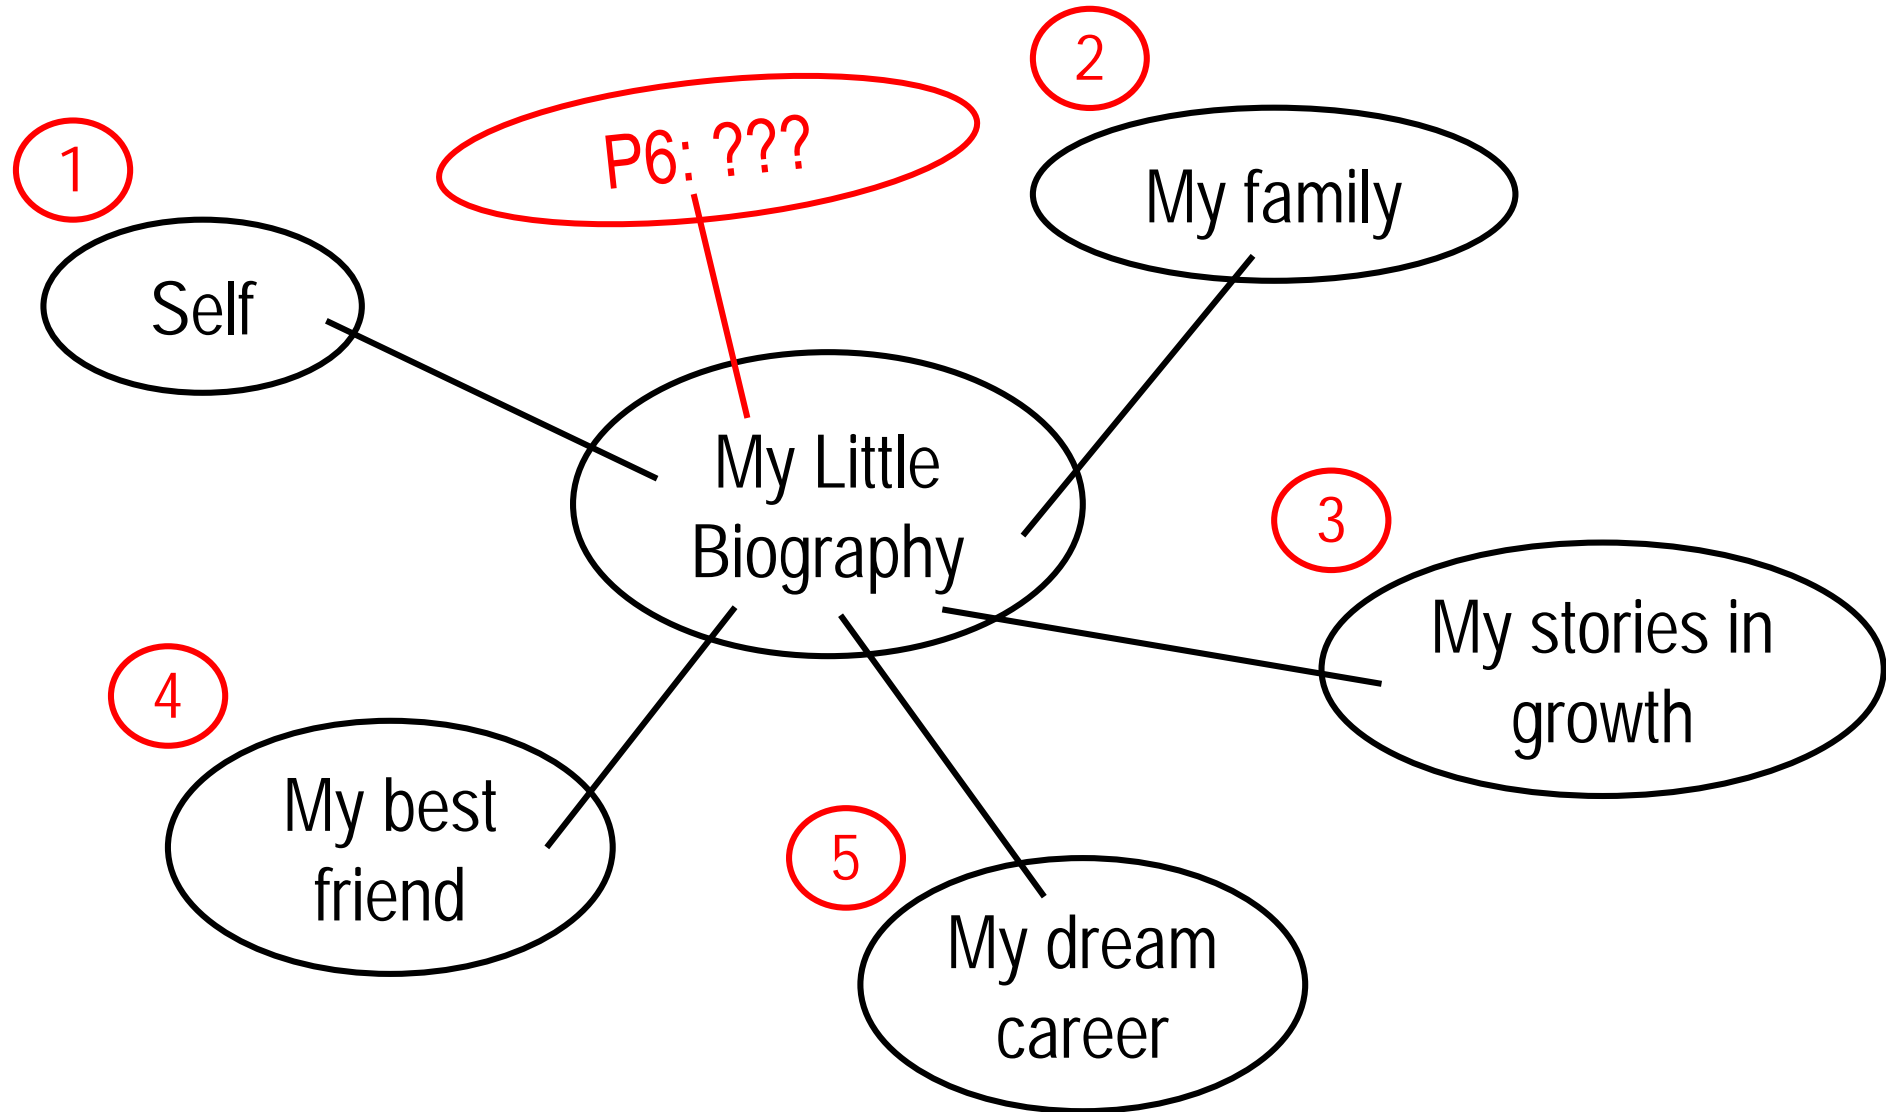 1
Self
P6: ???
2
My family
My Little
Biography
3
My stories in
growth
4
My best
friend
5
My dream
career